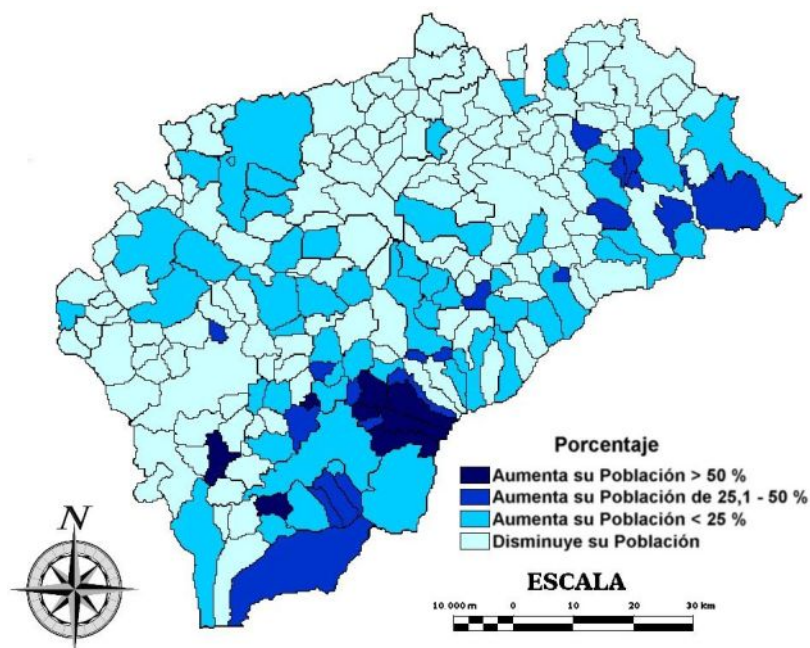 Porcentaje
Aumenta su Población > 50 %
Aumenta su Población de 25,1 - 50 %
Aumenta su Población < 25 %
Disminuye su Población
N
ESCALA
10 000 m 0 10 20 30 km